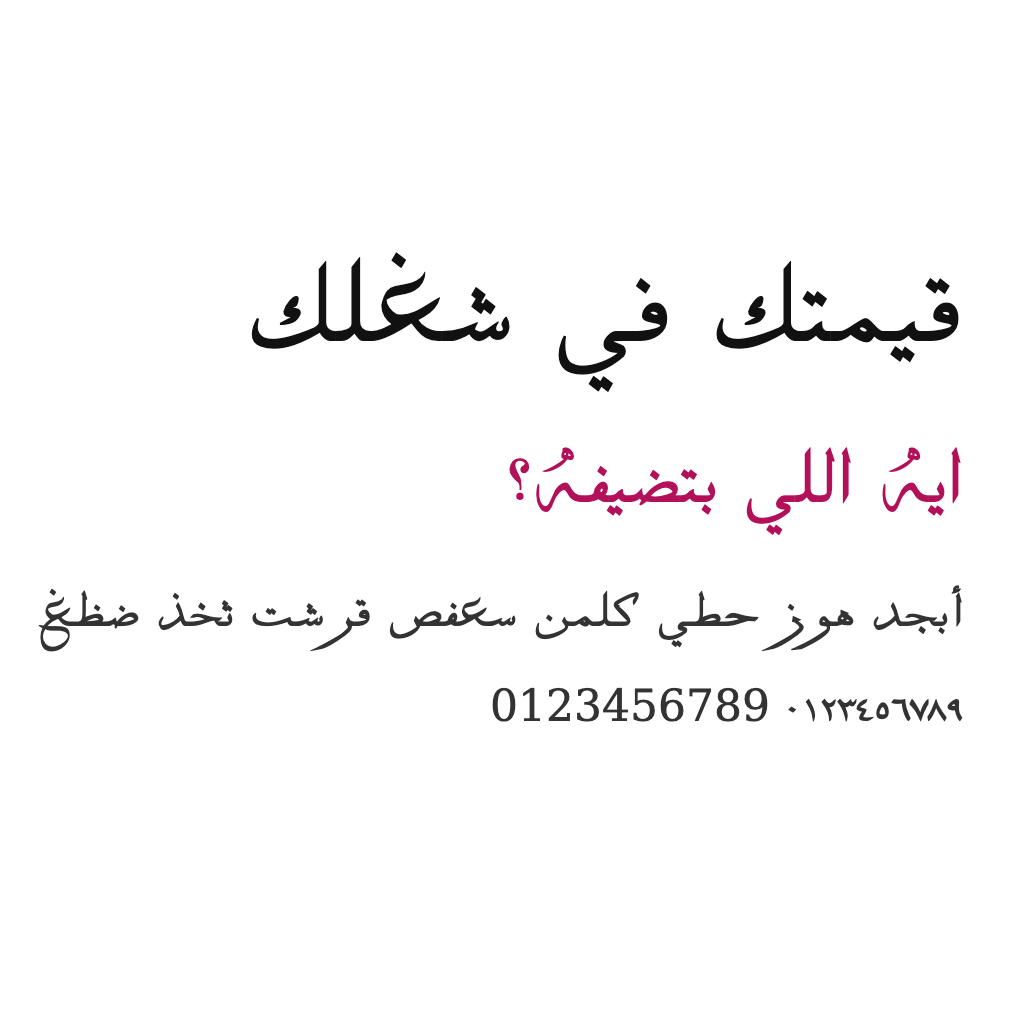 قيمتك في شغلك
ايهُ اللي بتضيفهُ؟
أبجد هوز حطي كلمن سعفص قرشت ثخذ ضظغ
0123456789 ٠١٢٣٤٥٦٧٨٩